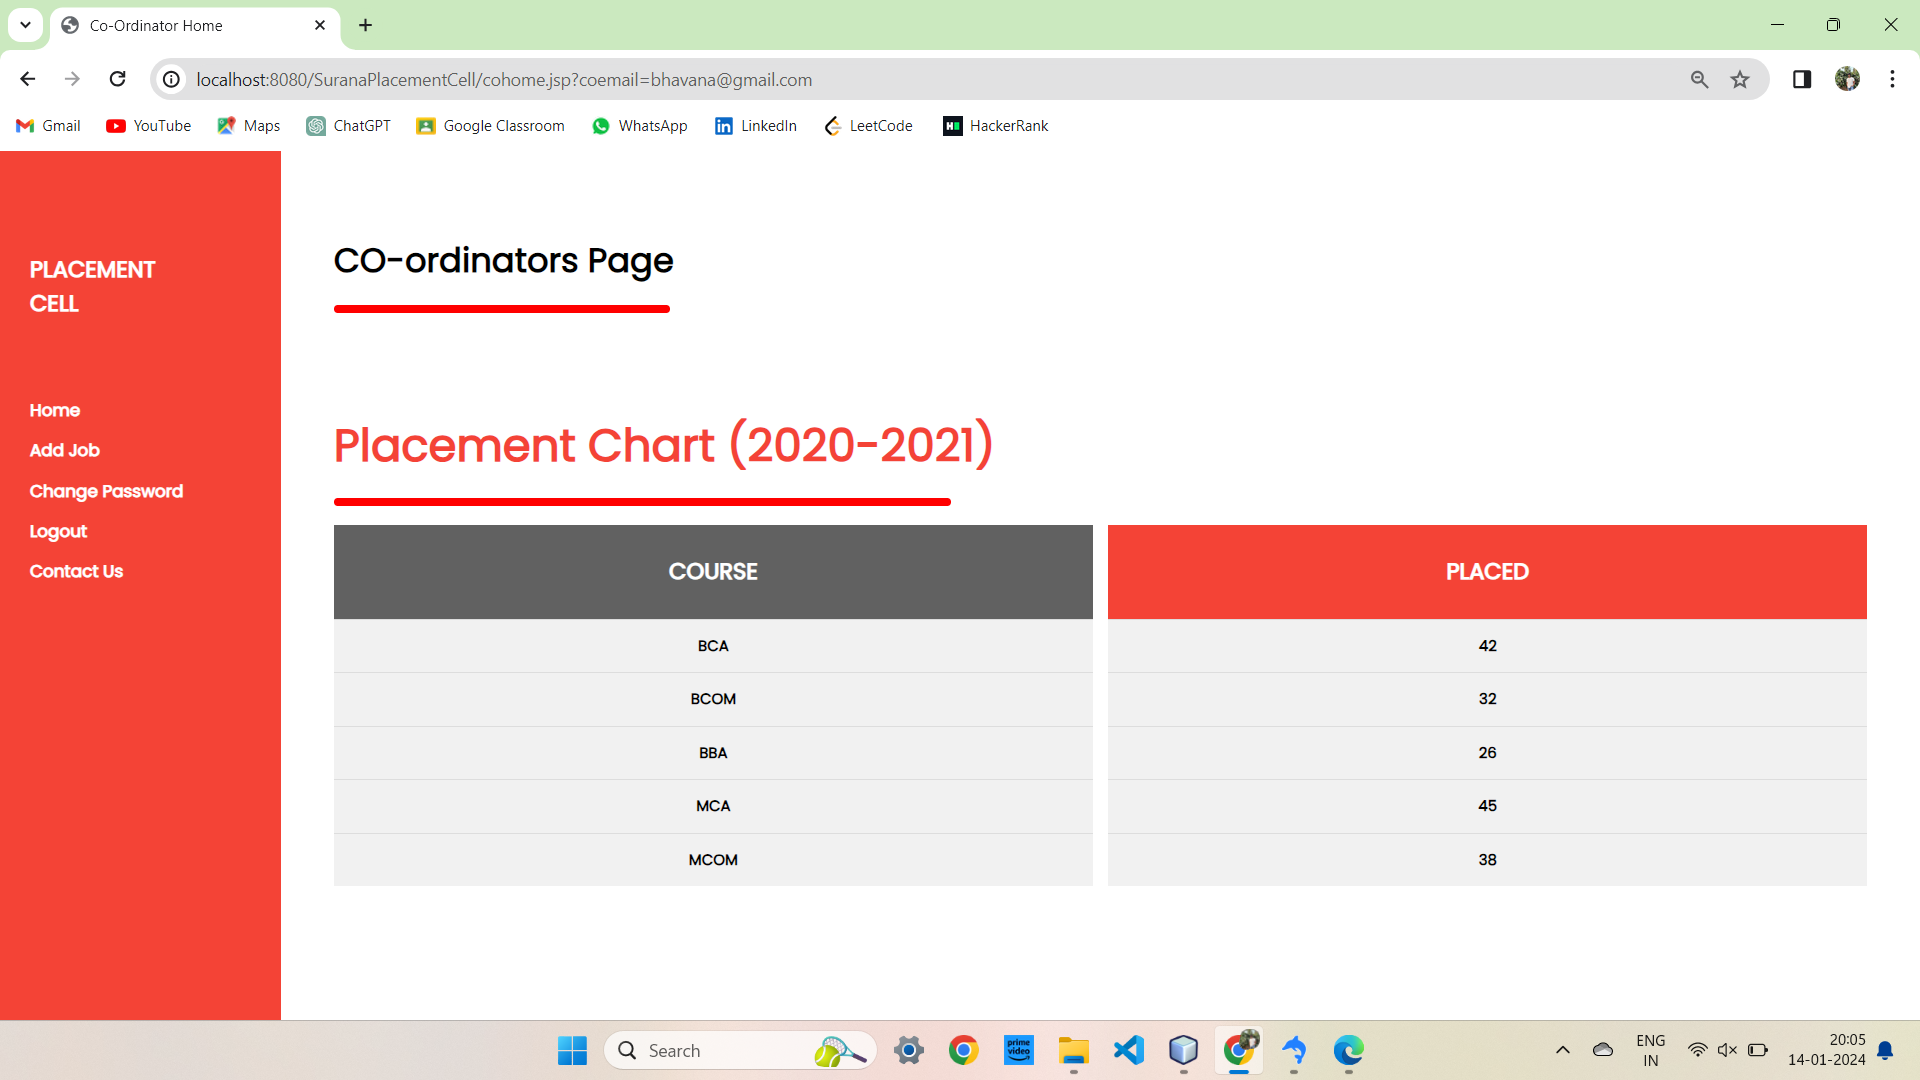 Co-Ordinator Home
localhost:8080/SuranaPlacementCell/cohome.jsp?coemail=bhavana@gmail.com
Gmail YouTube Maps ChatGPT Google Classroom WhatsApp LinkedIn LeetCode HackerRank
PLACEMENT
CELL
Home
Add Job
Change Password
Logout
Contact Us
CO-ordinators Page
Placement Chart (2020-2021)
COURSE PLACED
BCA 42
BCOM 32
BBA 26
MCA 45
MCOM 38
Search
prime
video
ENG
IN
20:05
14-01-2024